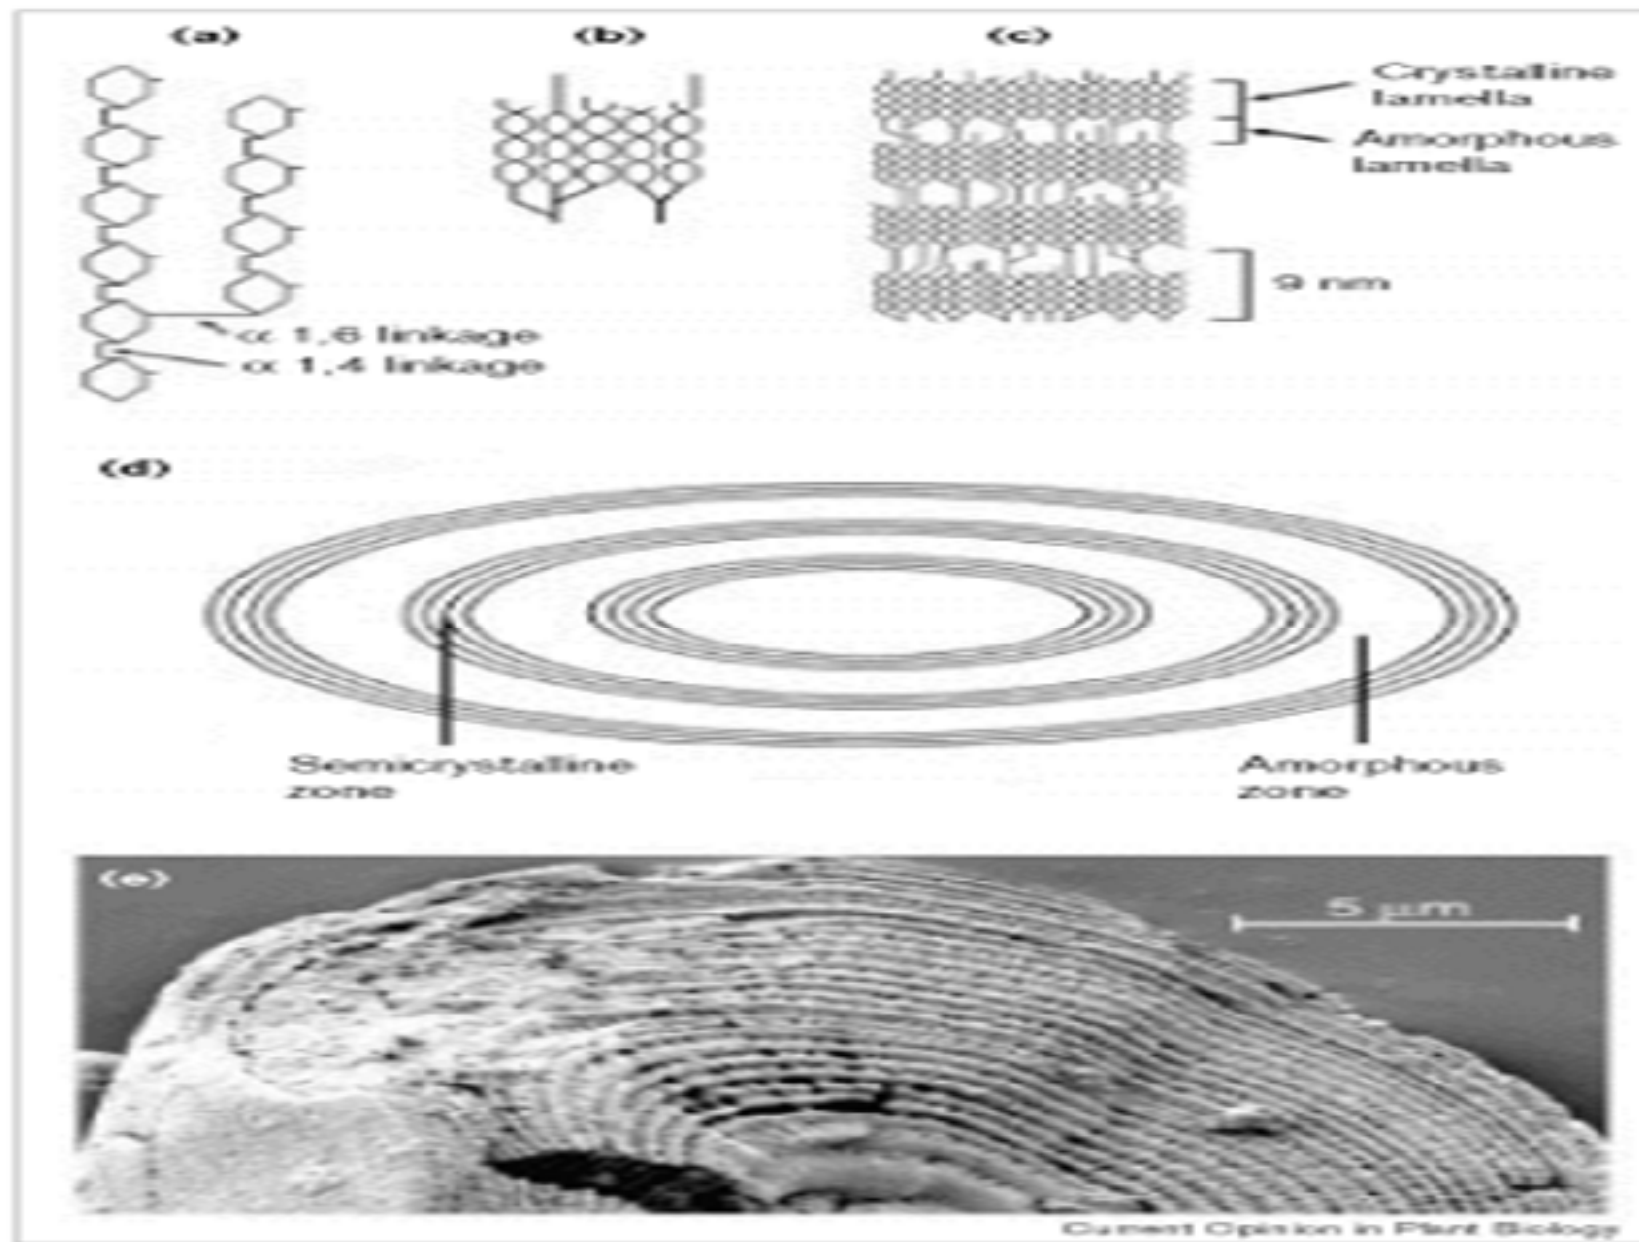 (a)
(b)
(c)
Crystalline
lamella
Amorphous
lamella
9 nm
α 1,6 linkage
α 1,4 linkage
(d)
Semicrystalline
zone
Amorphous
zone
(e)
5 μm
Current Opinion in Plant Biology